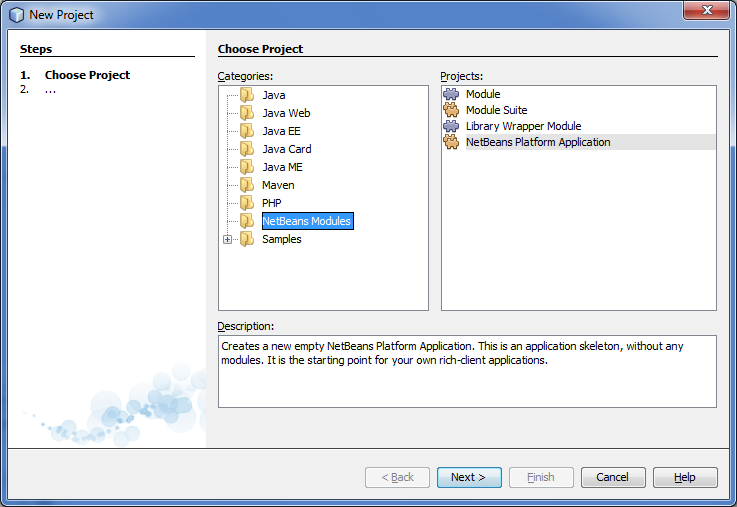 New Project
Steps
1. Choose Project
2. ...
Choose Project
Categories:
Java
Java Web
Java EE
Java Card
Java ME
Maven
PHP
NetBeans Modules
Samples
Projects:
Module
Module Suite
Library Wrapper Module
NetBeans Platform Application
Description:
Creates a new empty NetBeans Platform Application. This is an application skeleton, without any
modules. It is the starting point for your own rich-client applications.
< Back
Next >
Finish
Cancel
Help